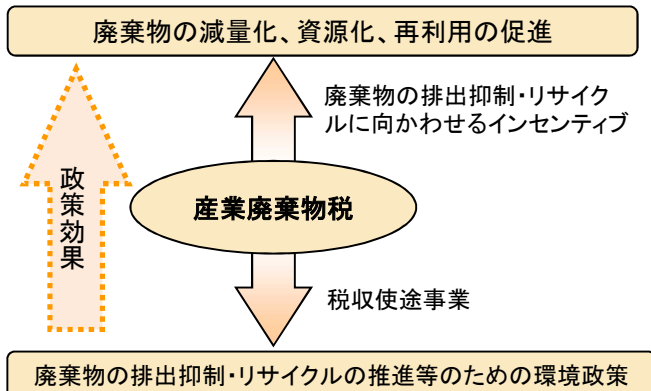 廃棄物の減量化、資源化、再利用の促進
廃棄物の排出抑制・リサイク
ルに向かわせるインセンティブ
政策効果
産業廃棄物税
税収使途事業
廃棄物の排出抑制・リサイクルの推進等のための環境政策